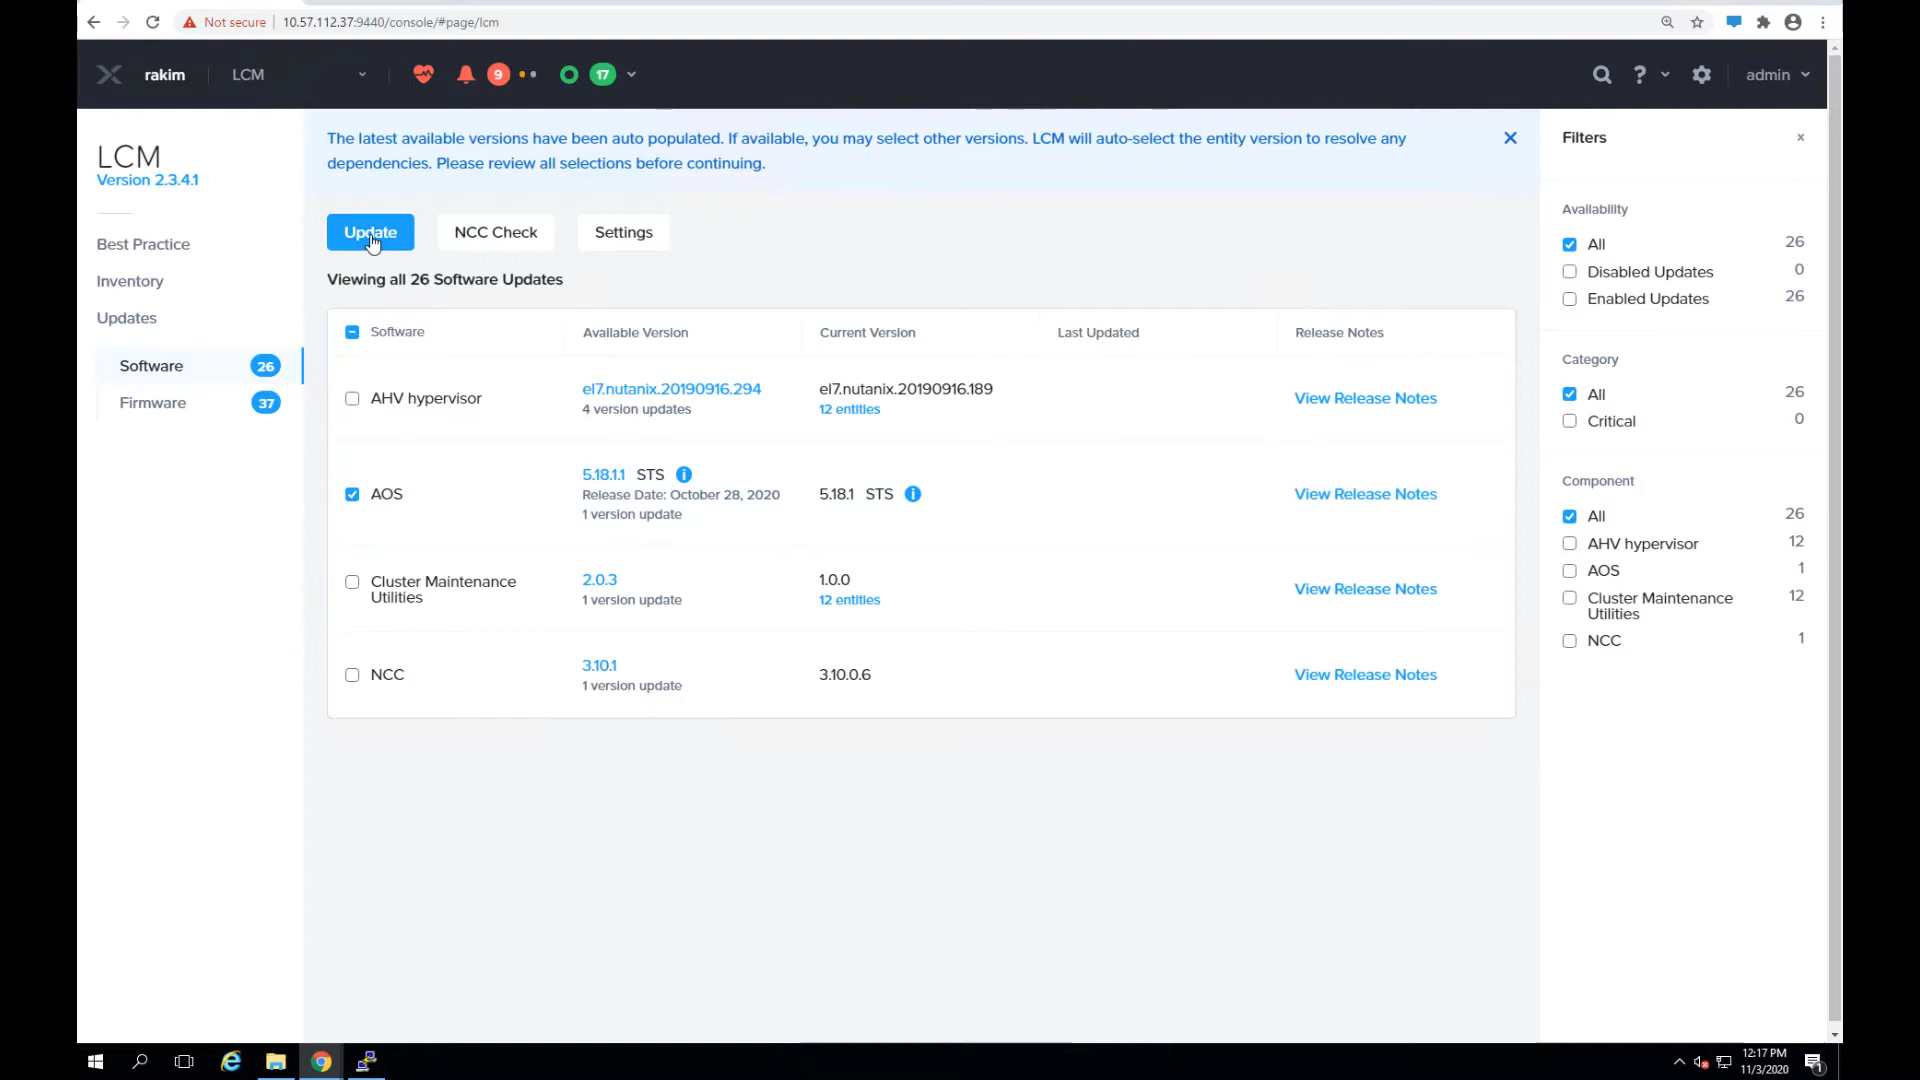 Not secure
10.57.112.37:9440/console/#page/lcm
rakim
LCM
9
17
?
admin
LCM
Version 2.3.4.1
Best Practice
Inventory
Updates
Software 26
Firmware 37
The latest available versions have been auto populated. If available, you may select other versions. LCM will auto-select the entity version to resolve any
dependencies. Please review all selections before continuing.
Update
NCC Check
Settings
Viewing all 26 Software Updates
Software
Available Version
Current Version
Last Updated
Release Notes
AHV hypervisor
el7.nutanix.20190916.294
4 version updates
el7.nutanix.20190916.189
12 entities
View Release Notes
AOS
5.18.1.1 STS
Release Date: October 28, 2020
1 version update
5.18.1 STS
View Release Notes
Cluster Maintenance
Utilities
2.0.3
1 version update
1.0.0
12 entities
View Release Notes
NCC
3.10.1
1 version update
3.10.0.6
View Release Notes
Filters
Availability
All 26
Disabled Updates 0
Enabled Updates 26
Category
All 26
Critical 0
Component
All 26
AHV hypervisor 12
AOS 1
Cluster Maintenance 12
Utilities
NCC 1
12:17 PM
11/3/2020
1